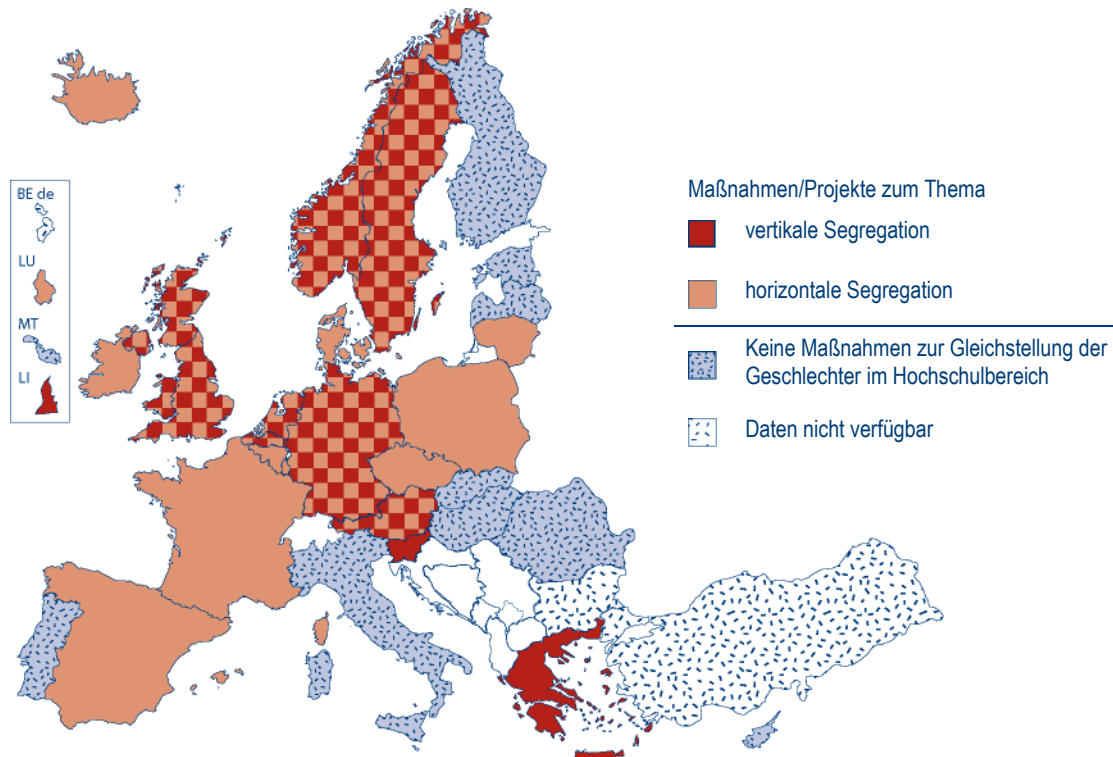 BE de
LU
MT
LI
Maßnahmen/Projekte zum Thema
vertikale Segregation
horizontale Segregation
Keine Maßnahmen zur Gleichstellung der
Geschlechter im Hochschulbereich
Daten nicht verfügbar